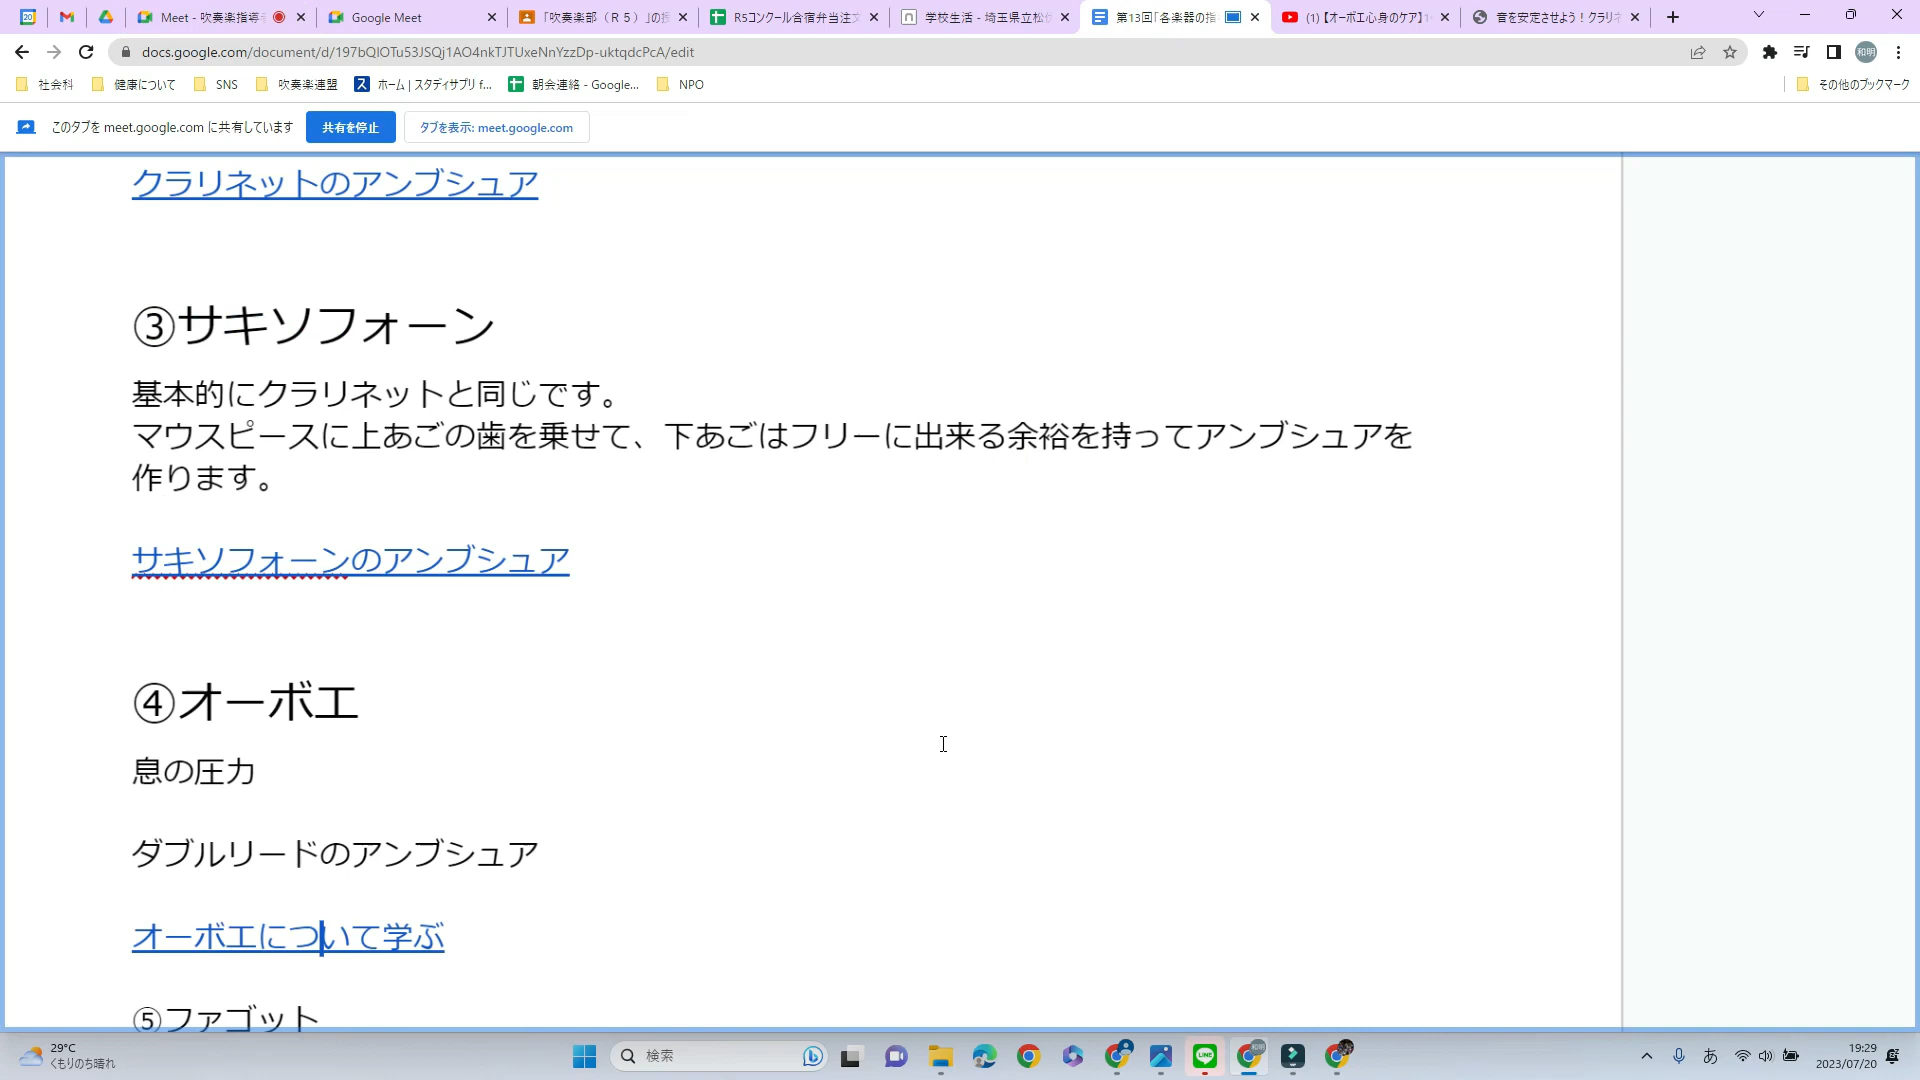 Meet - 吹奏楽指導
Google Meet
「吹奏楽部（Ｒ５）」の
R5コンクール合宿弁当注文
学校生活 - 埼玉県立松伏
第13回「各楽器の指
(1)【オーボエ心身のケア】1
音を安定させよう！クラリネ
docs.google.com/document/d/197bQlOTu53JSQj1AO4nkTJTUxeNnYzzDp-uktqdcPcA/edit
和明
社会科
健康について
SNS
吹奏楽連盟
ホーム | スタディサプリ f...
朝会連絡 - Google...
NPO
その他のブックマーク
このタブを meet.google.com に共有しています
共有を停止
タブを表示: meet.google.com
クラリネットのアンブシュア
③サキソフォーン
基本的にクラリネットと同じです。
マウスピースに上あごの歯を乗せて、下あごはフリーに出来る余裕を持ってアンブシュアを
作ります。
サキソフォーンのアンブシュア
④オーボエ
息の圧力
ダブルリードのアンブシュア
オーボエについて学ぶ
⑤ファゴット
29°C
くもりのち晴れ
検索
LINE
あ
19:29
2023/07/20